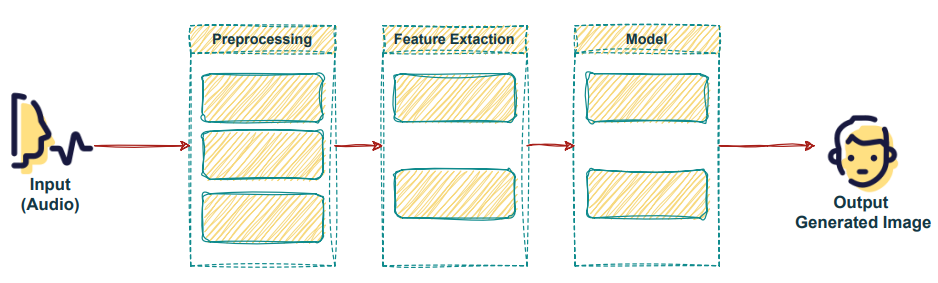 Preprocessing
Feature Extaction
Model
Input
(Audio)
Output
Generated Image